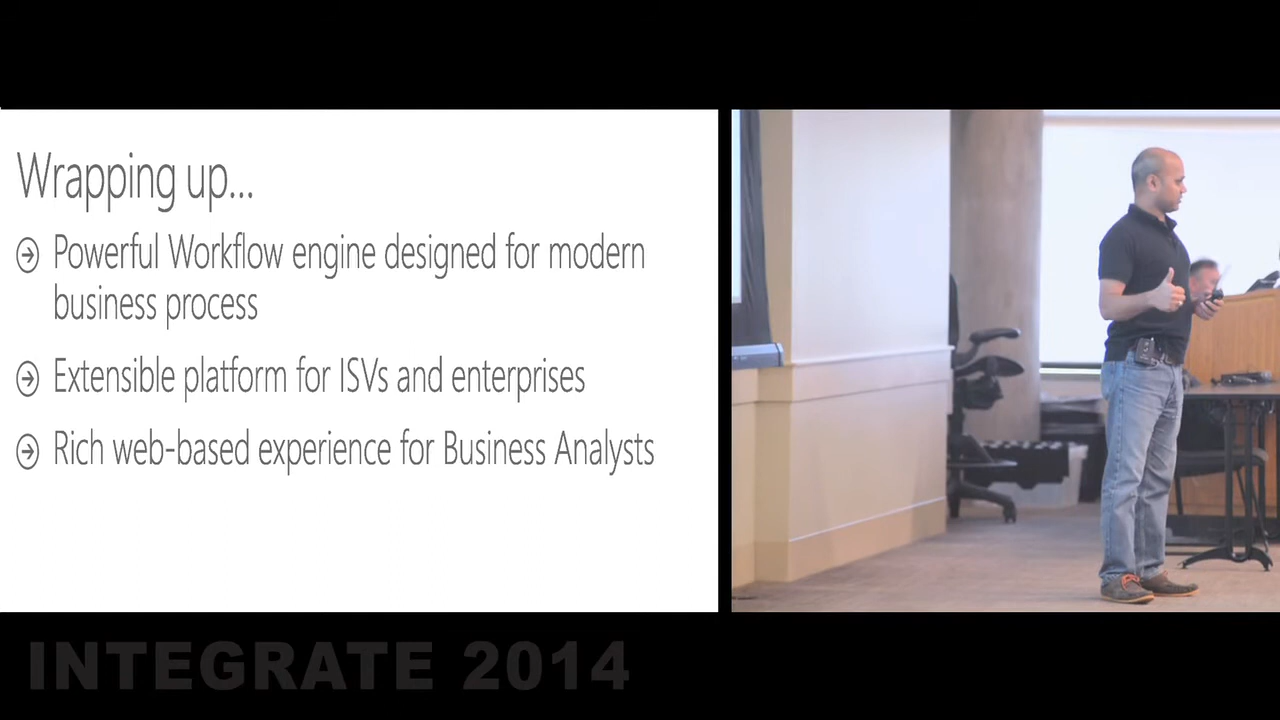 Wrapping up...
Powerful Workflow engine designed for modern
business process
Extensible platform for ISVs and enterprises
Rich web-based experience for Business Analysts
INTEGRATE 2014